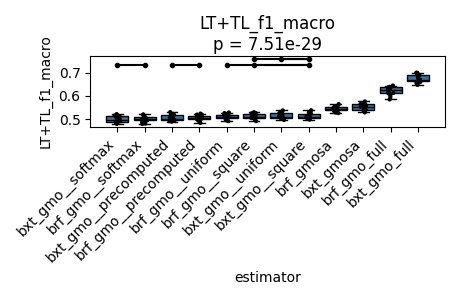 LT+TL_f1_macro
p = 7.51e-29
LT+TL_f1_macro
0.7
0.6
0.5
bxt_gmo__softmax
brf_gmo__softmax
bxt_gmo__precomputed
brf_gmo__precomputed
brf_gmo__uniform
brf_gmo__square
bxt_gmo__uniform
bxt_gmo__square
brf_gmosa
bxt_gmosa
brf_gmo_full
bxt_gmo_full
estimator